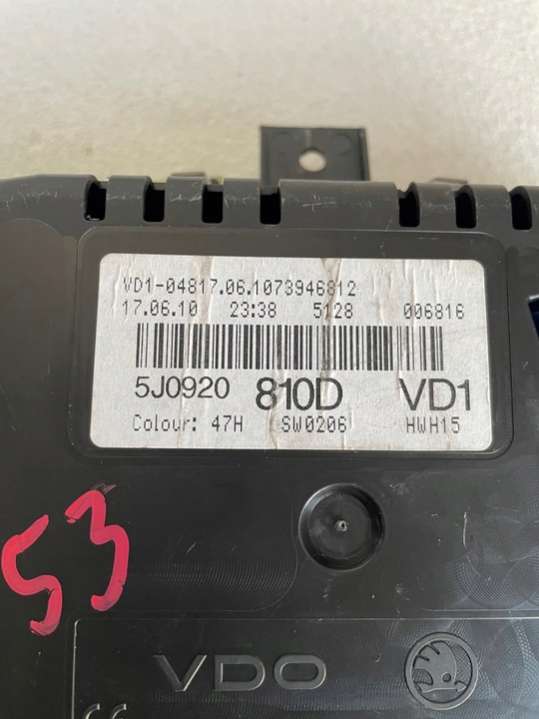 VD1-04817.06.1073946812
17.06.10 23:38 5128 006816
5J0920 810D VD1
Colour: 47H SW0206 HWH15
53
VDO